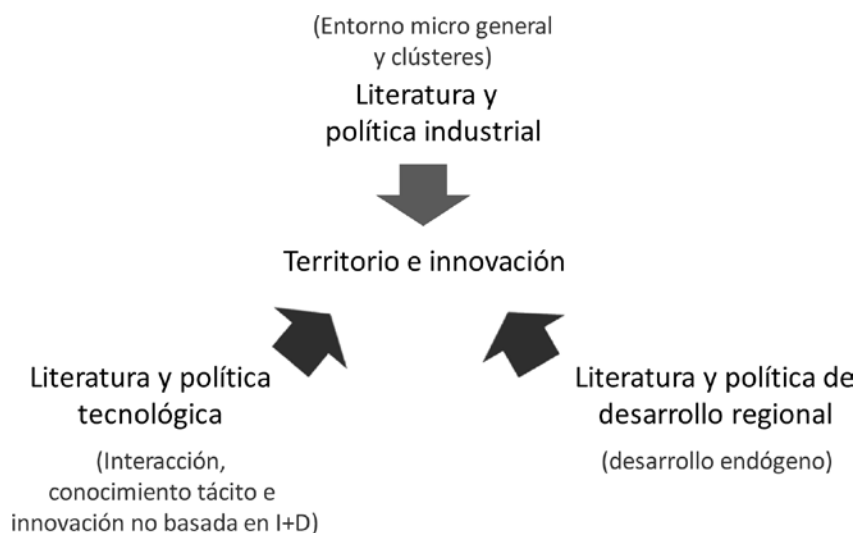 (Entorno micro general
y clústeres)
Literatura y
política industrial
Territorio e innovación
Literatura y política
tecnológica
(Interacción,
conocimiento tácito e
innovación no basada en I+D)
Literatura y política de
desarrollo regional
(desarrollo endógeno)